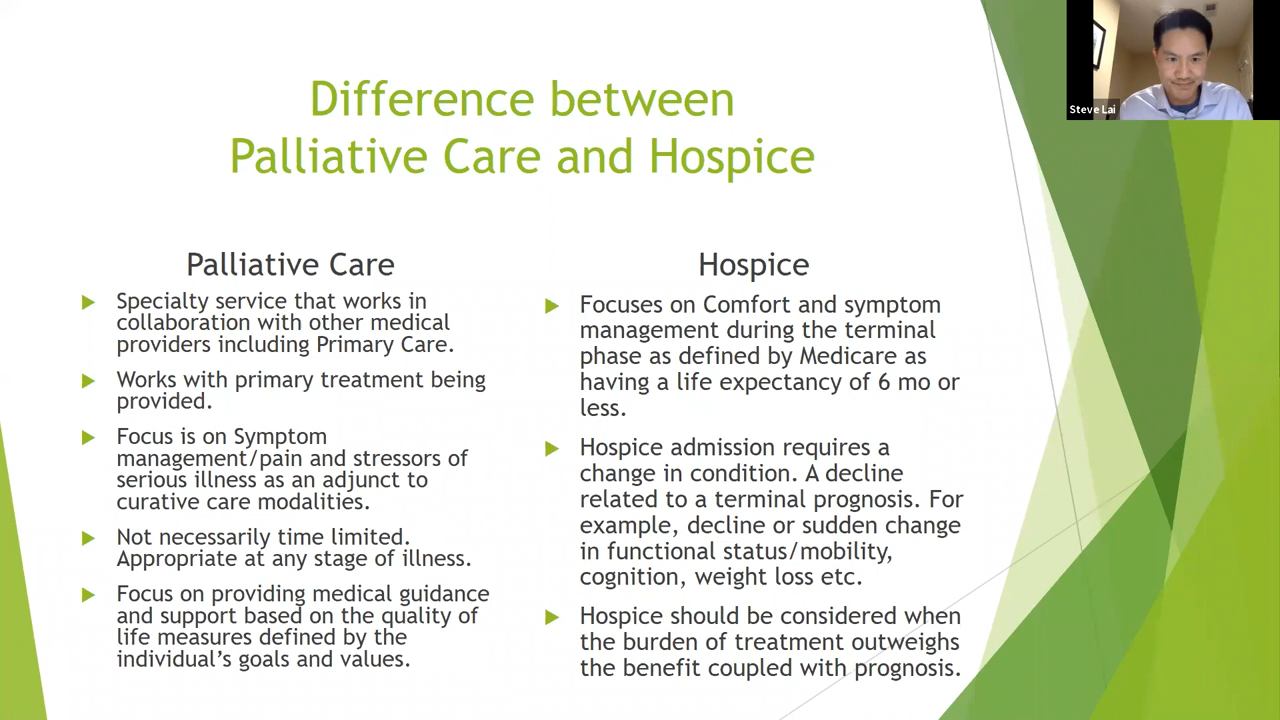 Difference between
Palliative Care and Hospice
Steve Lai
Palliative Care
Specialty service that works in
collaboration with other medical
providers including Primary Care.
Works with primary treatment being
provided.
Focus is on Symptom
management/pain and stressors of
serious illness as an adjunct to
curative care modalities.
Not necessarily time limited.
Appropriate at any stage of illness.
Focus on providing medical guidance
and support based on the quality of
life measures defined by the
individual's goals and values.
Hospice
Focuses on Comfort and symptom
management during the terminal
phase as defined by Medicare as
having a life expectancy of 6 mo or
less.
Hospice admission requires a
change in condition. A decline
related to a terminal prognosis. For
example, decline or sudden change
in functional status/mobility,
cognition, weight loss etc.
Hospice should be considered when
the burden of treatment outweighs
the benefit coupled with prognosis.